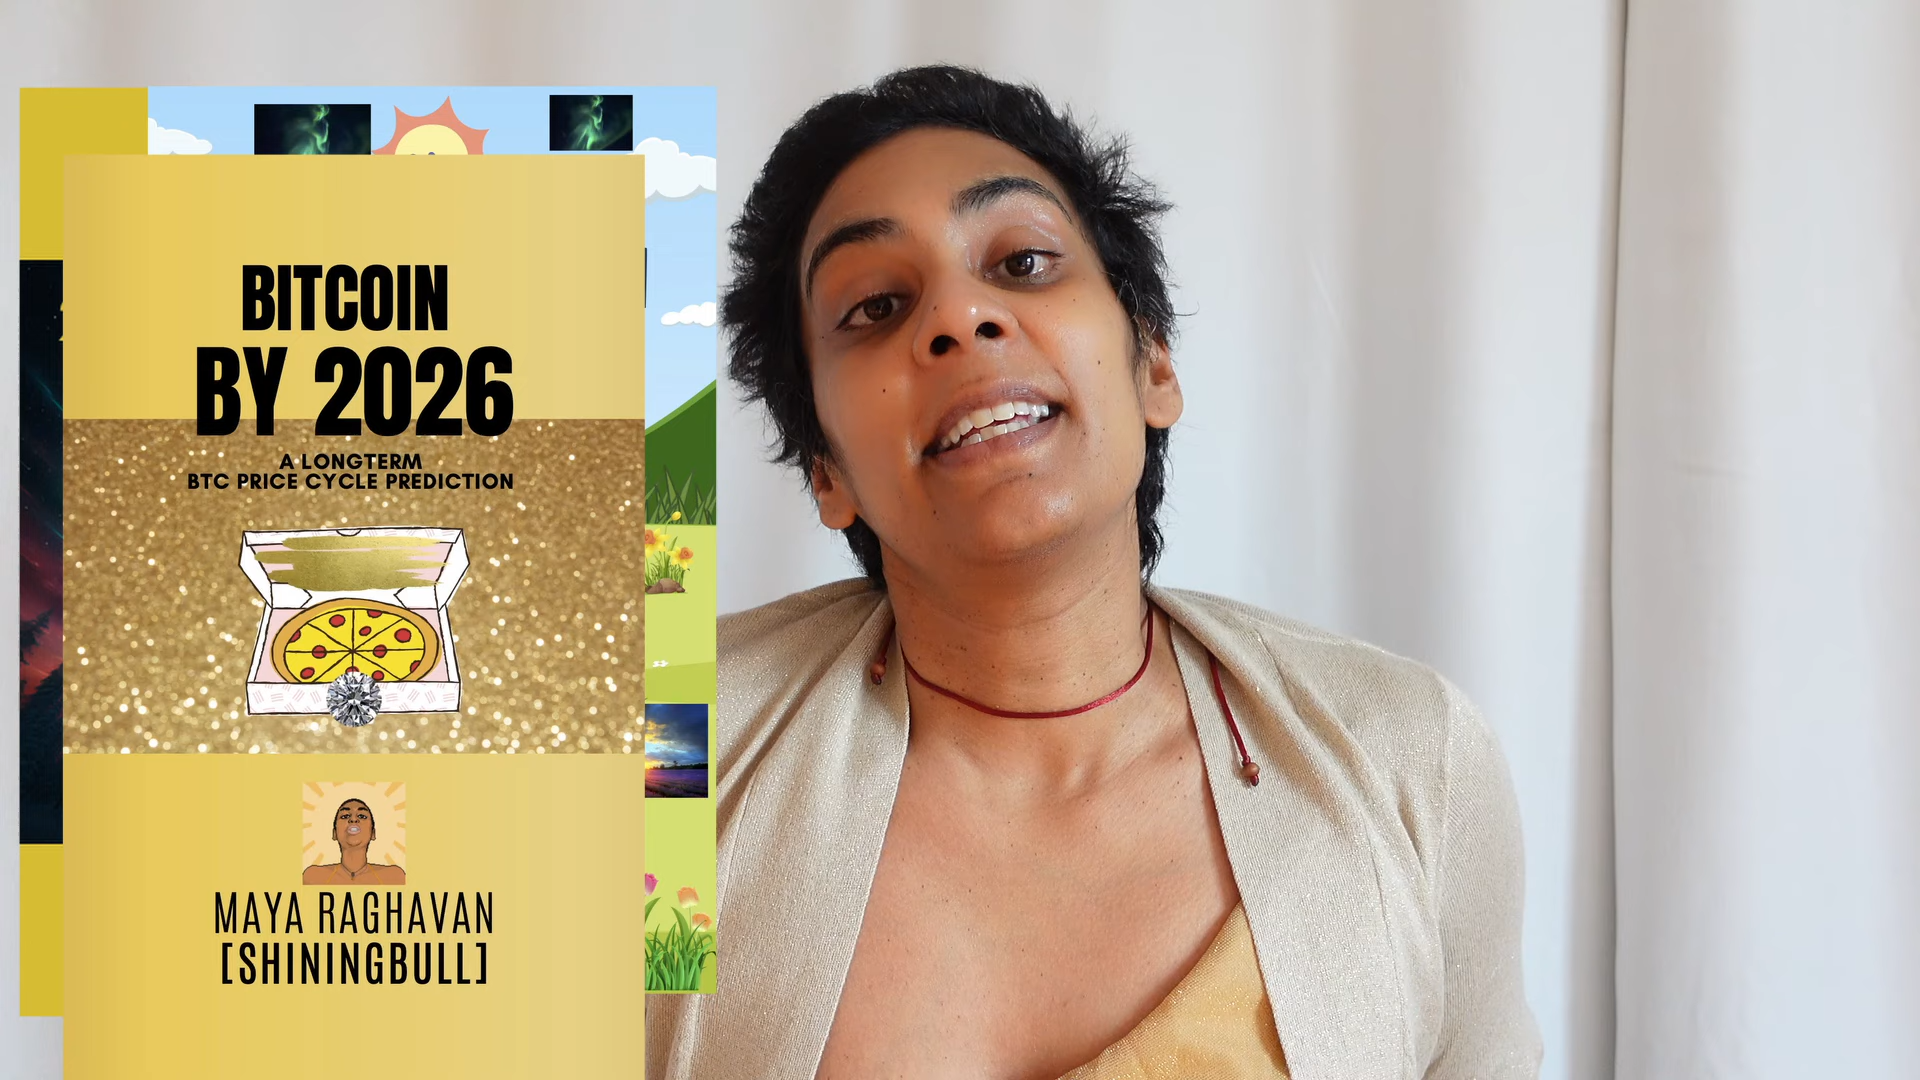 BITCOIN
BY 2026
A LONGTERM
BTC PRICE CYCLE PREDICTION
MAYA RAGHAVAN
[SHININGBULL]